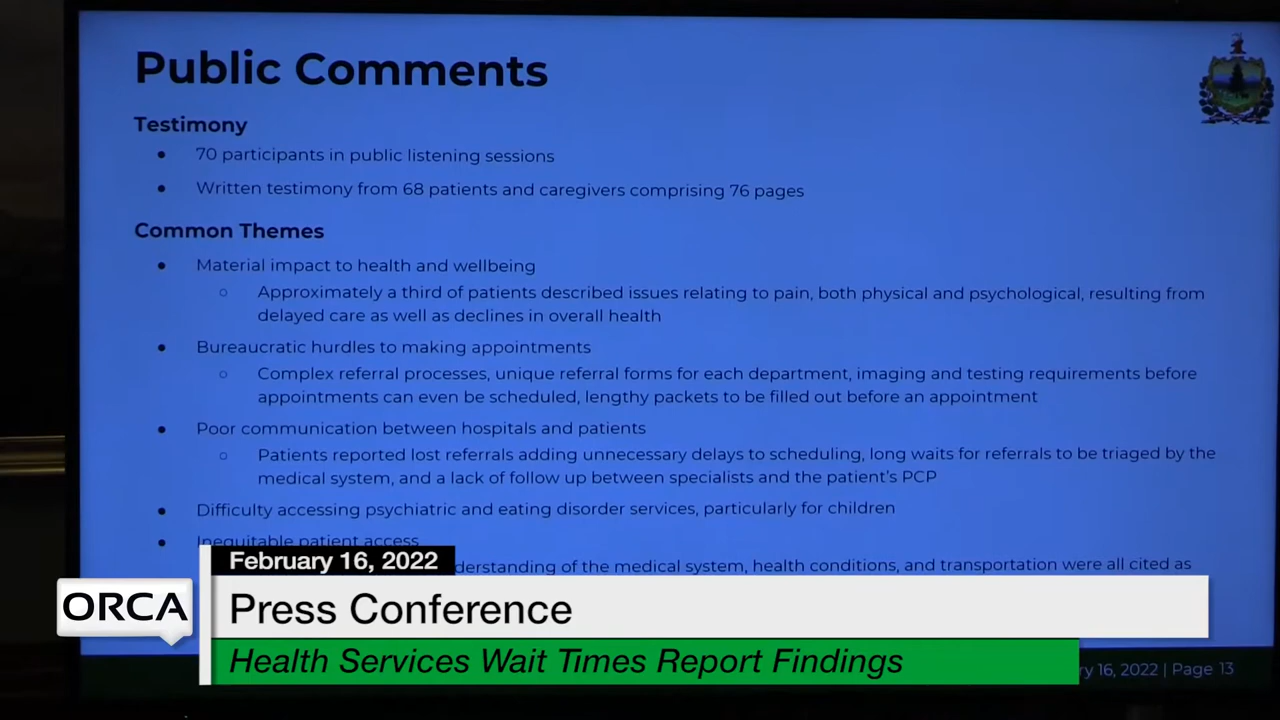 Public Comments
Testimony
● 70 participants in public listening sessions
● Written testimony from 68 patients and caregivers comprising 76 pages
Common Themes
● Material impact to health and wellbeing
○ Approximately a third of patients described issues relating to pain, both physical and psychological, resulting from
delayed care as well as declines in overall health
● Bureaucratic hurdles to making appointments
○ Complex referral processes, unique referral forms for each department, imaging and testing requirements before
appointments can even be scheduled, lengthy packets to be filled out before an appointment
● Poor communication between hospitals and patients
○ Patients reported lost referrals adding unnecessary delays to scheduling, long waits for referrals to be triaged by the
medical system, and a lack of follow up between specialists and the patient's PCP
● Difficulty accessing psychiatric and eating disorder services, particularly for children
● Inequitable patient access
of the medical system, health conditions, and transportation were all cited as
February 16, 2022
ORCA
Press Conference
Health Services Wait Times Report Findings
16, 2022 | Page 13